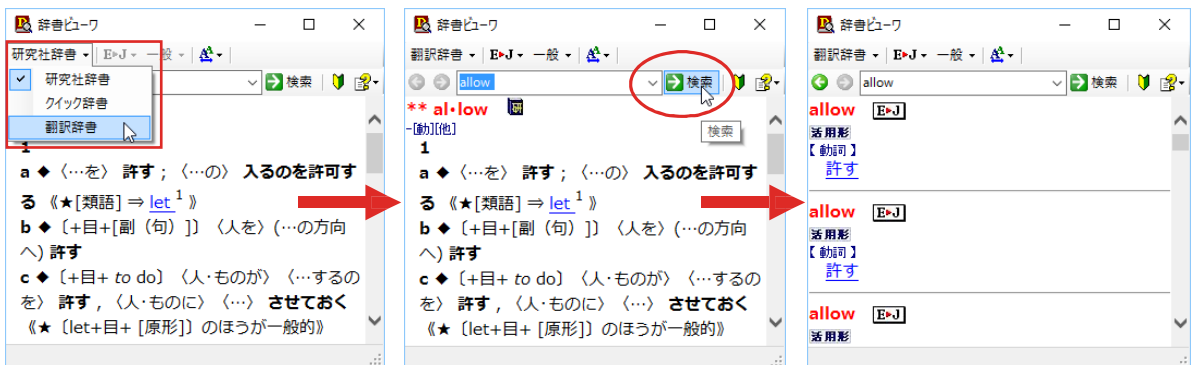 辞書ビューワ
研究社辞書
E▸J
一般
研究社辞書
検索
クイック辞書
翻訳辞書
1
a ◆ 〈…を〉 許す ; 〈…の〉 入るのを許可す
る 《★[類語] ⇒ let 1 》
b ◆ 〔+目+[副（句）]〕 〈人を〉(…の方向
へ) 許す
c ◆ 〔+目+ to do〕 〈人・ものが〉 〈…するの
を〉 許す , 〈人・ものに〉 〈…〉 させておく
《★〔let+目+ [原形]〕のほうが一般的》
辞書ビューワ
翻訳辞書 E▸J 一般
allow 検索
** al・low
-[動][他]
検索
1
a ◆ 〈…を〉 許す ; 〈…の〉 入るのを許可す
る 《★[類語] ⇒ let 1 》
b ◆ 〔+目+[副（句）]〕 〈人を〉(…の方向
へ) 許す
c ◆ 〔+目+ to do〕 〈人・ものが〉 〈…するの
を〉 許す , 〈人・ものに〉 〈…〉 させておく
《★〔let+目+ [原形]〕のほうが一般的》
辞書ビューワ
翻訳辞書 E▸J 一般
allow 検索
allow E▸J
活用形
【 動詞 】
許す
allow E▸J
活用形
【 動詞 】
許す
allow E▸J
活用形